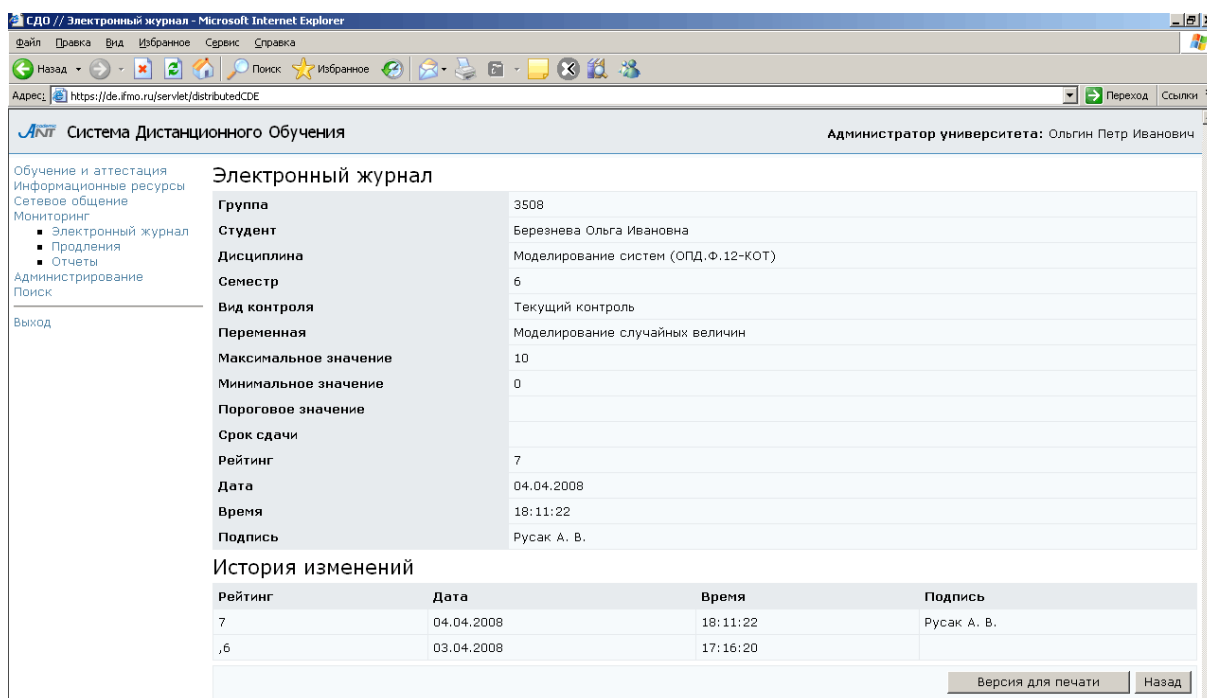 СДО // Электронный журнал - Microsoft Internet Explorer
Файл Правка Вид Избранное Сервис Справка
Назад Поиск Избранное
Адрес: https://de.ifmo.ru/servlet/distributedCDE Переход Ссылки
Academic ANT Система Дистанционного Обучения Администратор университета: Ольгин Петр Иванович
Обучение и аттестация
Информационные ресурсы
Сетевое общение
Мониторинг
Электронный журнал
Продления
Отчеты
Администрирование
Поиск
Выход
Электронный журнал
Группа 3508
Студент Березнева Ольга Ивановна
Дисциплина Моделирование систем (ОПД.Ф.12-КОТ)
Семестр 6
Вид контроля Текущий контроль
Переменная Моделирование случайных величин
Максимальное значение 10
Минимальное значение 0
Пороговое значение
Срок сдачи
Рейтинг 7
Дата 04.04.2008
Время 18:11:22
Подпись Русак А. В.
История изменений
Рейтинг Дата Время Подпись
7 04.04.2008 18:11:22 Русак А. В.
,6 03.04.2008 17:16:20
Версия для печати Назад